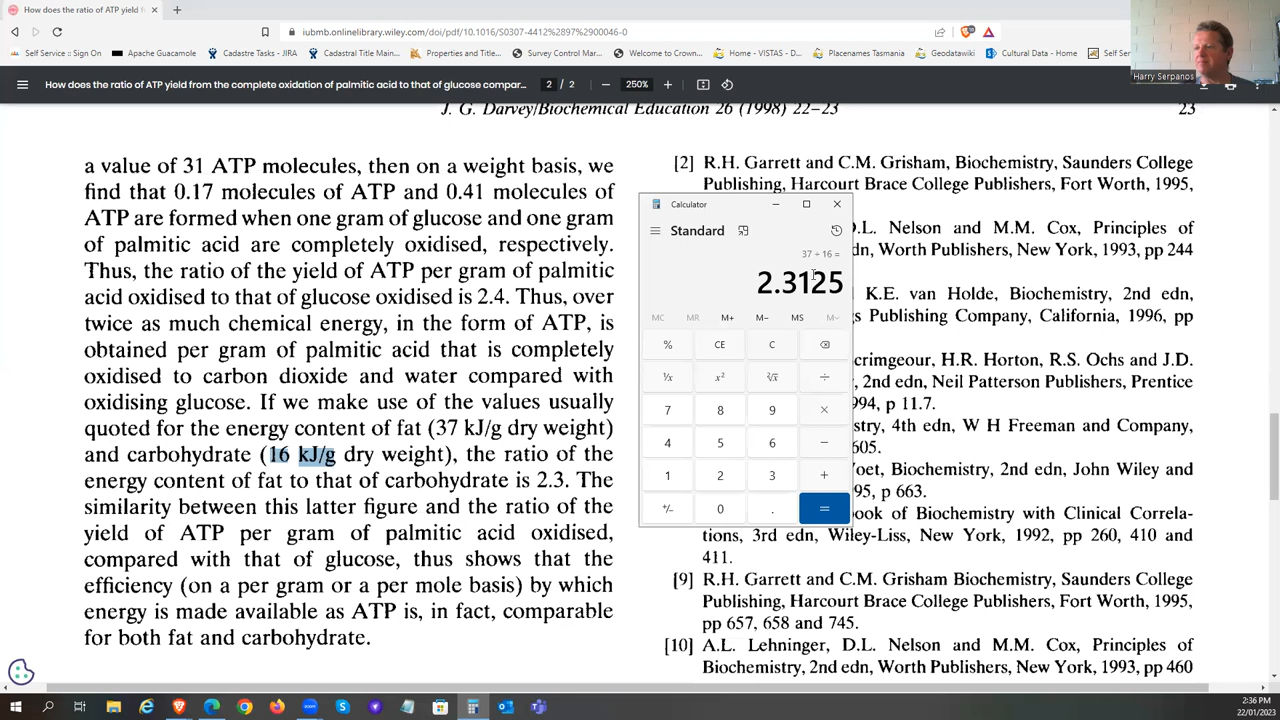 How does the ratio of ATP yield fr
iubmb.onlinelibrary.wiley.com/doi/pdf/10.1016/S0307-4412%2897%2900046-0
Self Service :: Sign On
Apache Guacamole
Cadastre Tasks - JIRA
Cadastral Title Main...
Properties and Title...
Survey Control Mar...
Welcome to Crown...
Home - VISTAS - D...
Placenames Tasmania
Geodatawiki
Cultural Data - Home
Self
Harry Serpanos
How does the ratio of ATP yield from the complete oxidation of palmitic acid to that of glucose compar...
2 / 2
250%
J. G. Darvey/Biochemical Education 26 (1998) 22–23
23
a value of 31 ATP molecules, then on a weight basis, we
find that 0.17 molecules of ATP and 0.41 molecules of
ATP are formed when one gram of glucose and one gram
of palmitic acid are completely oxidised, respectively.
Thus, the ratio of the yield of ATP per gram of palmitic
acid oxidised to that of glucose oxidised is 2.4. Thus, over
twice as much chemical energy, in the form of ATP, is
obtained per gram of palmitic acid that is completely
oxidised to carbon dioxide and water compared with
oxidising glucose. If we make use of the values usually
quoted for the energy content of fat (37 kJ/g dry weight)
and carbohydrate (16 kJ/g dry weight), the ratio of the
energy content of fat to that of carbohydrate is 2.3. The
similarity between this latter figure and the ratio of the
yield of ATP per gram of palmitic acid oxidised,
compared with that of glucose, thus shows that the
efficiency (on a per gram or a per mole basis) by which
energy is made available as ATP is, in fact, comparable
for both fat and carbohydrate.
[2] R.H. Garrett and C.M. Grisham, Biochemistry, Saunders College
Publishing, Harcourt Brace College Publishers, Fort Worth, 1995,
D.L. Nelson and M.M. Cox, Principles of
edn, Worth Publishers, New York, 1993, pp 244
K.E. van Holde, Biochemistry, 2nd edn,
gs Publishing Company, California, 1996, pp
crimgeour, H.R. Horton, R.S. Ochs and J.D.
, 2nd edn, Neil Patterson Publishers, Prentice
994, p 11.7.
stry, 4th edn, W H Freeman and Company,
605.
Voet, Biochemistry, 2nd edn, John Wiley and
95, p 663.
book of Biochemistry with Clinical Correla-
tions, 3rd edn, Wiley-Liss, New York, 1992, pp 260, 410 and
411.
[9] R.H. Garrett and C.M. Grisham Biochemistry, Saunders College
Publishing, Harcourt Brace College Publishers, Fort Worth, 1995,
pp 657, 658 and 745.
[10] A.L. Lehninger, D.L. Nelson and M.M. Cox, Principles of
Biochemistry, 2nd edn, Worth Publishers, New York, 1993, pp 460
Calculator
Standard
37 ÷ 16 =
2.3125
MC MR M+ M− MS M˅
% CE C
¹/x x² ²√x ÷
7 8 9 ×
4 5 6 −
1 2 3 +
+/− 0 . =
2:36 PM
22/01/2023